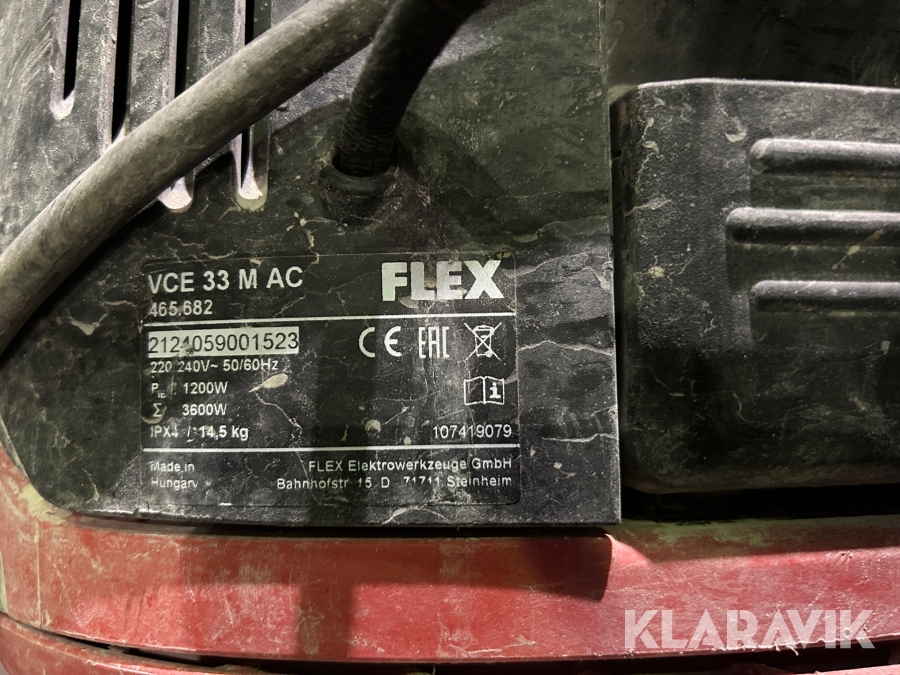 VCE 33 M AC
FLEX
465.682
2124059001523
CE EAC
220-240V~ 50/60Hz
P : 1200W
Σ 3600W
i
IPX4 / 14,5 kg
107419079
Made in
Hungary
FLEX Elektrowerkzeuge GmbH
Bahnhofstr. 15 D 71711 Steinheim
KLARAVIK